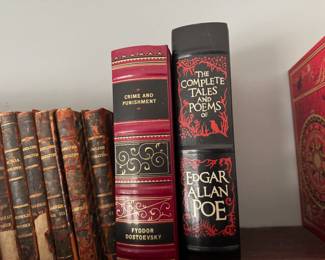 CRIME AND
PUNISHMENT
FYODOR
DOSTOEVSKY
THE
COMPLETE
TALES
AND
POEMS
OF
EDGAR
ALLAN
POE